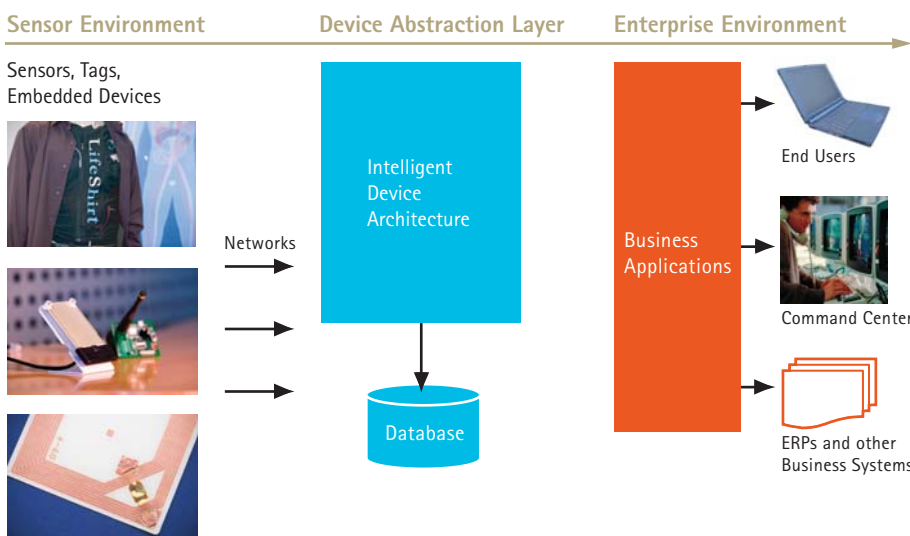 Sensor Environment
Device Abstraction Layer
Enterprise Environment
Sensors, Tags,
Embedded Devices
LifeShirt
Networks
Intelligent
Device
Architecture
Database
Business
Applications
End Users
Command Center
ERPs and other
Business Systems